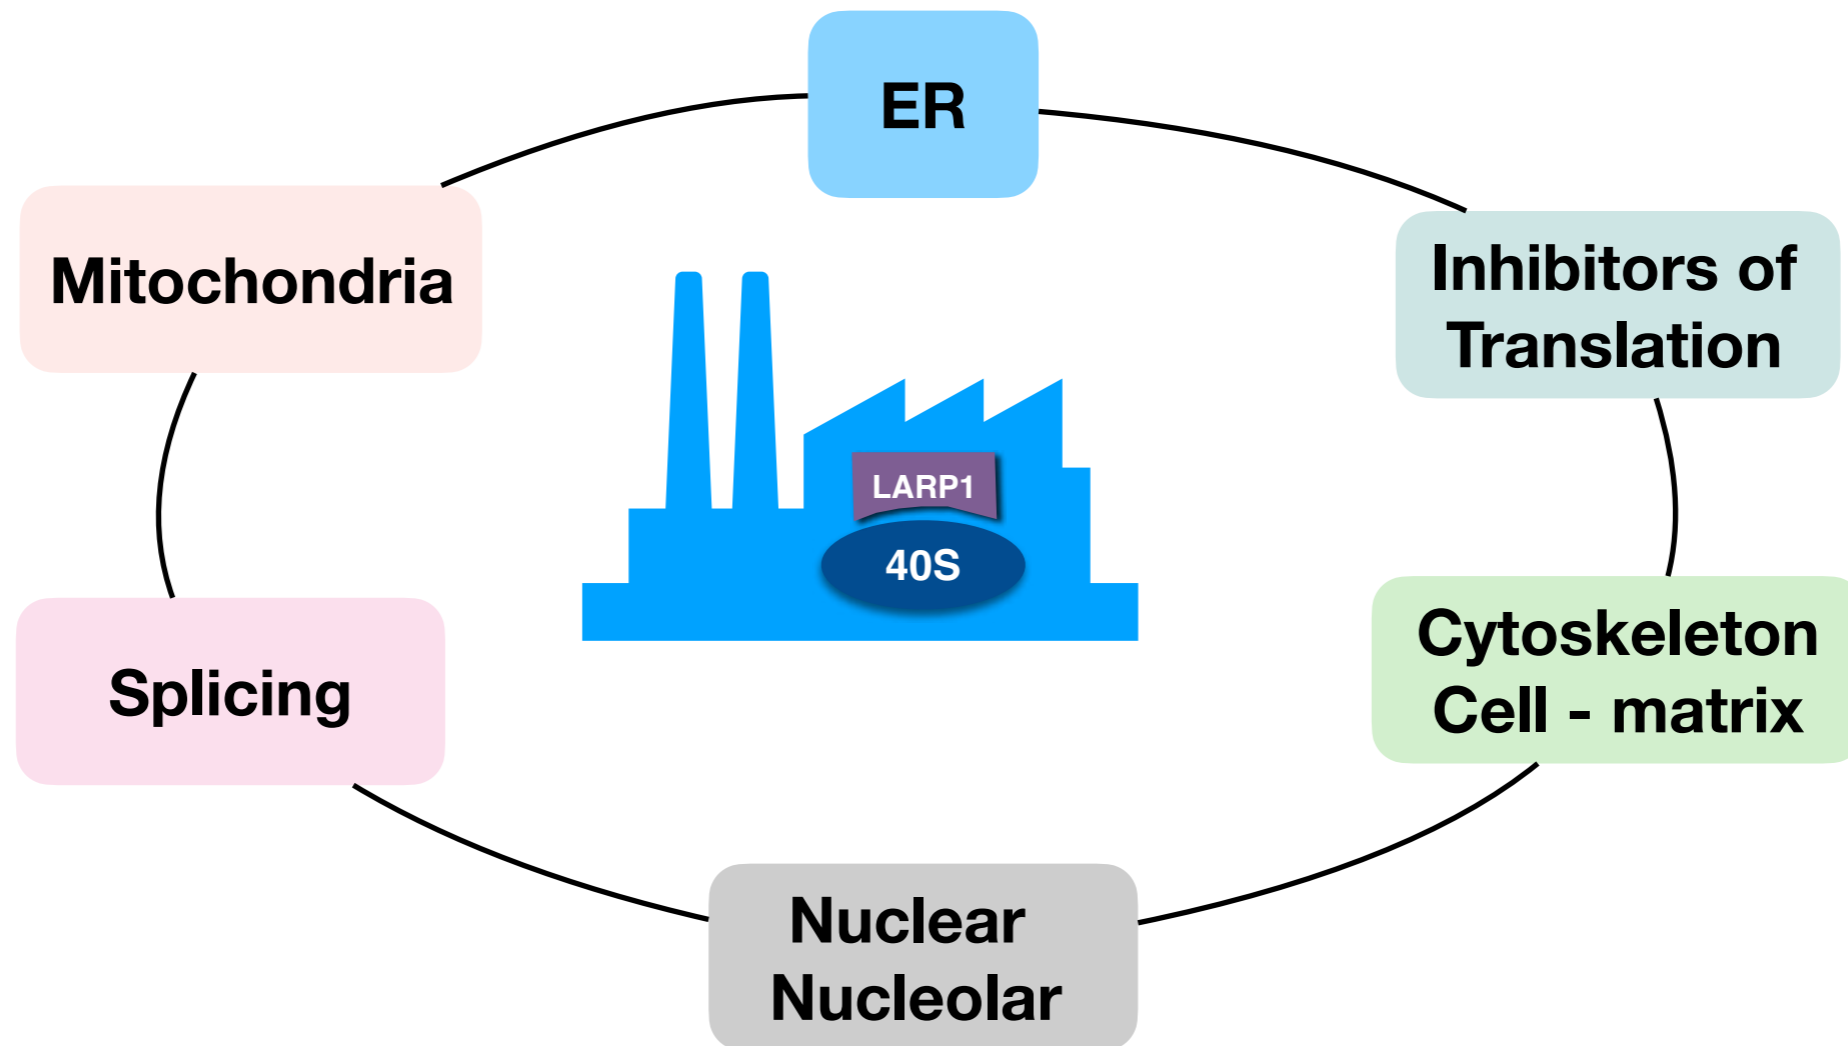 ER
Mitochondria
Inhibitors of
Translation
LARP1
40S
Splicing
Cytoskeleton
Cell - matrix
Nuclear
Nucleolar